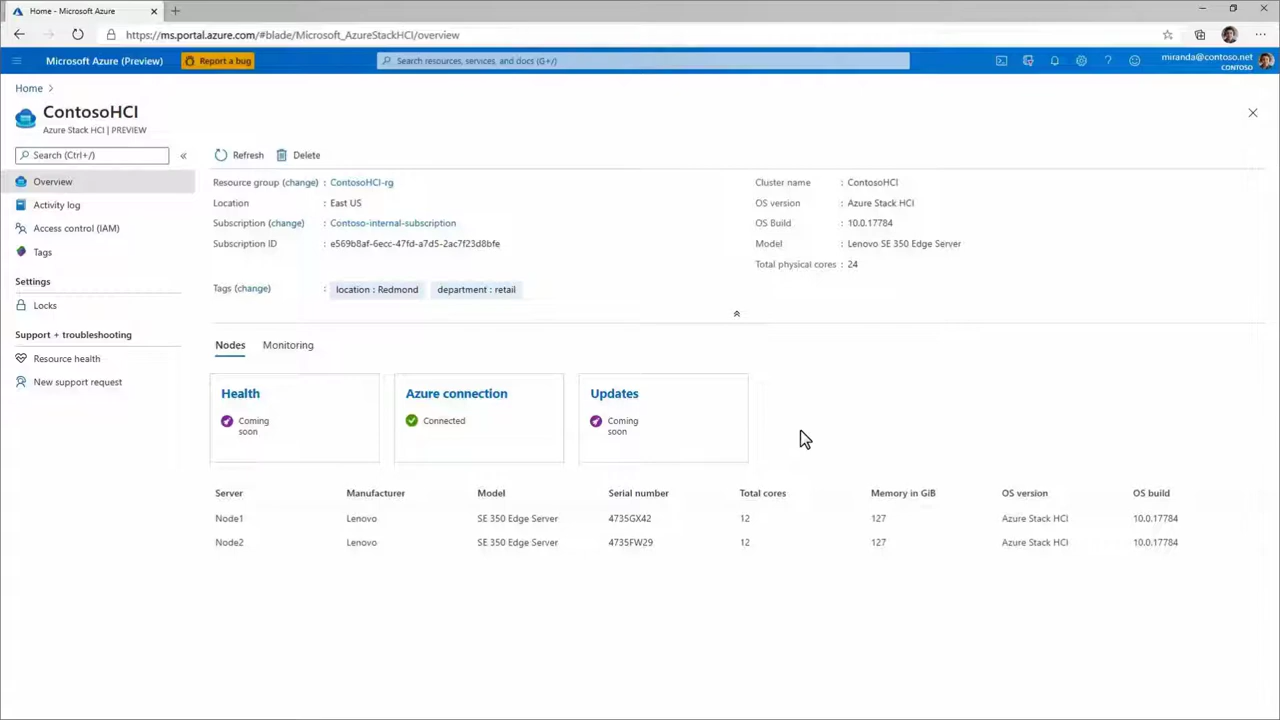 Home - Microsoft Azure
https://ms.portal.azure.com/#blade/Microsoft_AzureStackHCI/overview
Microsoft Azure (Preview)
Report a bug
Search resources, services, and docs (G+/)
miranda@contoso.net
CONTOSO
Home
ContosoHCI
Azure Stack HCI | PREVIEW
Search (Ctrl+/)
Overview
Activity log
Access control (IAM)
Tags
Settings
Locks
Support + troubleshooting
Resource health
New support request
Refresh
Delete
Resource group (change) : ContosoHCI-rg
Location : East US
Subscription (change) : Contoso-internal-subscription
Subscription ID : e569b8af-6ecc-47fd-a7d5-2ac7f23d8bfe
Cluster name : ContosoHCI
OS version : Azure Stack HCI
OS Build : 10.0.17784
Model : Lenovo SE 350 Edge Server
Total physical cores : 24
Tags (change) : location : Redmond department : retail
Nodes Monitoring
Health
Coming
soon
Azure connection
Connected
Updates
Coming
soon
Server Manufacturer Model Serial number Total cores Memory in GiB OS version OS build
Node1 Lenovo SE 350 Edge Server 4735GX42 12 127 Azure Stack HCI 10.0.17784
Node2 Lenovo SE 350 Edge Server 4735FW29 12 127 Azure Stack HCI 10.0.17784